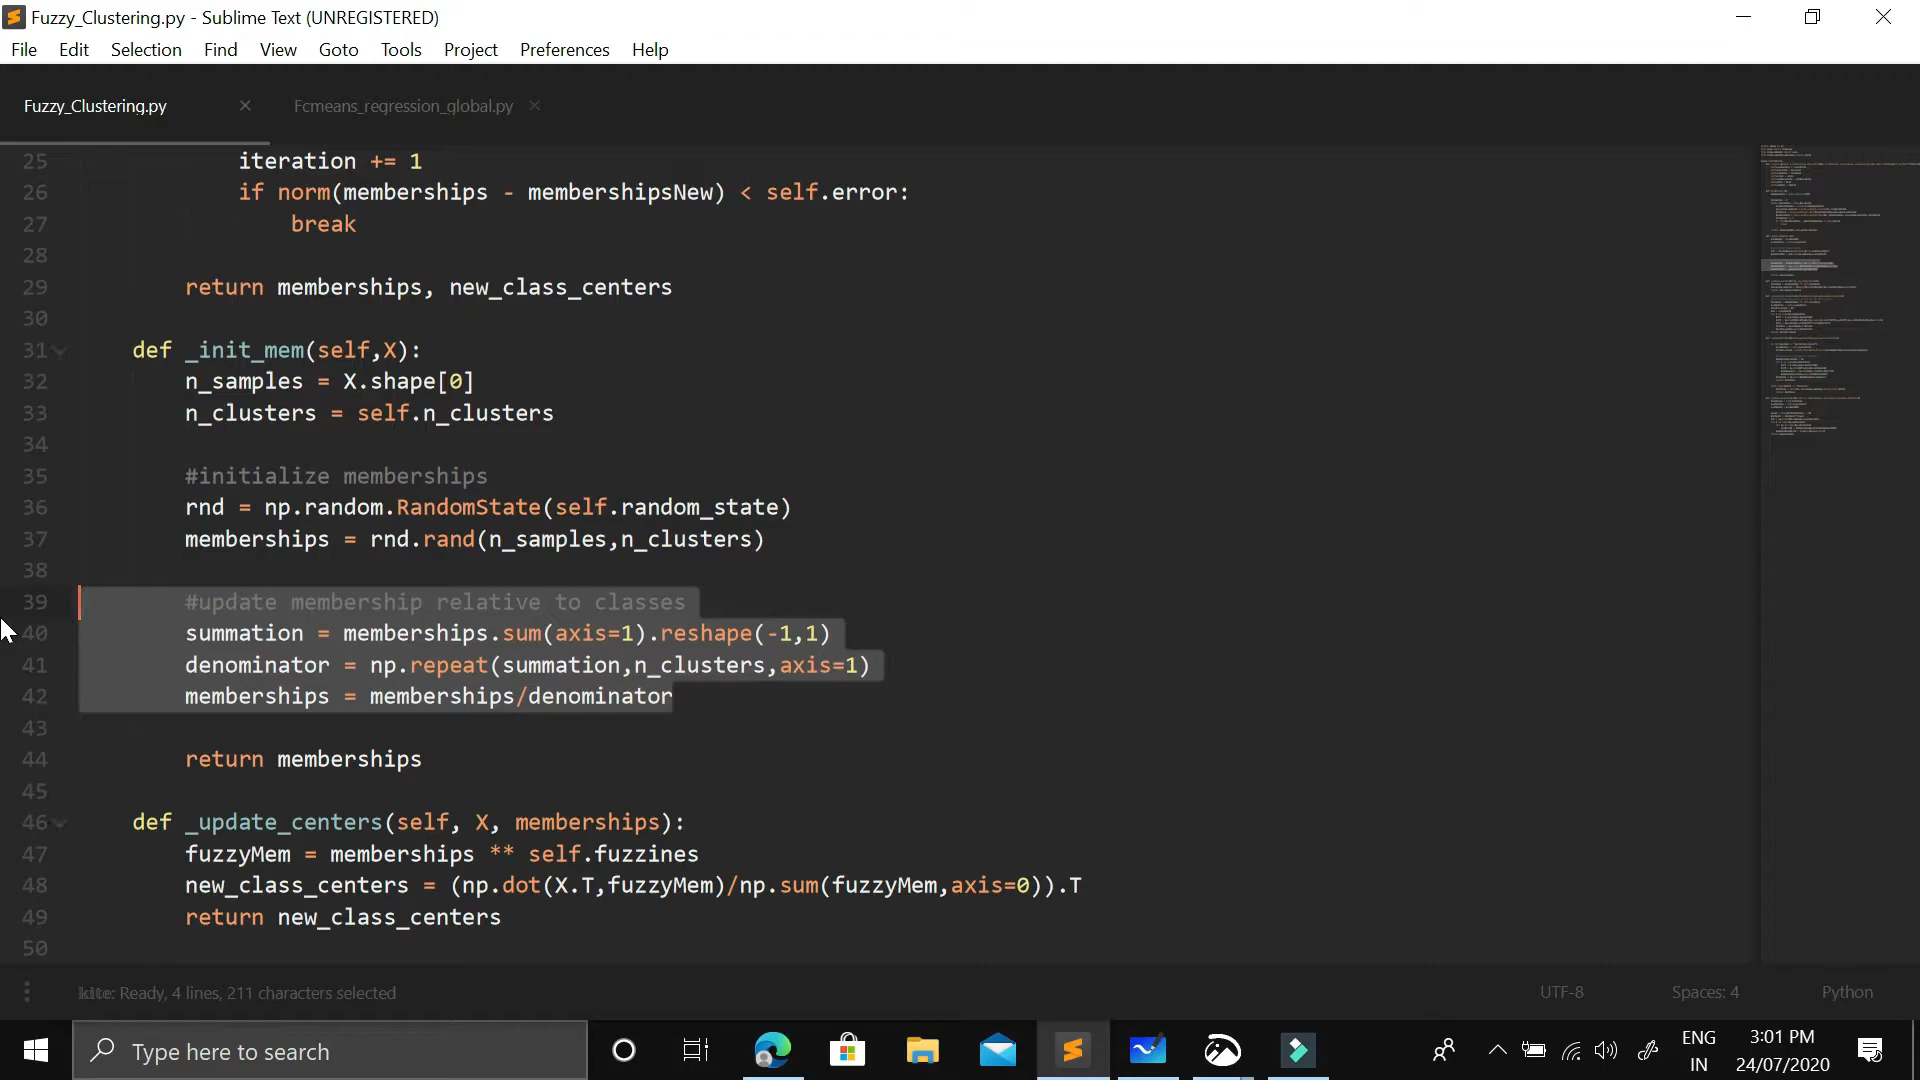 Fuzzy_Clustering.py - Sublime Text (UNREGISTERED)
File Edit Selection Find View Goto Tools Project Preferences Help
Fuzzy_Clustering.py × Fcmeans_regression_global.py ×
25 iteration += 1
26 if norm(memberships - membershipsNew) < self.error:
27 break
28
29 return memberships, new_class_centers
30
31 def _init_mem(self,X):
32 n_samples = X.shape[0]
33 n_clusters = self.n_clusters
34
35 #initialize memberships
36 rnd = np.random.RandomState(self.random_state)
37 memberships = rnd.rand(n_samples,n_clusters)
38
39 #update membership relative to classes
40 summation = memberships.sum(axis=1).reshape(-1,1)
41 denominator = np.repeat(summation,n_clusters,axis=1)
42 memberships = memberships/denominator
43
44 return memberships
45
46 def _update_centers(self, X, memberships):
47 fuzzyMem = memberships ** self.fuzzines
48 new_class_centers = (np.dot(X.T,fuzzyMem)/np.sum(fuzzyMem,axis=0)).T
49 return new_class_centers
50
kite: Ready, 4 lines, 211 characters selected UTF-8 Spaces: 4 Python
Type here to search
ENG 3:01 PM
IN 24/07/2020